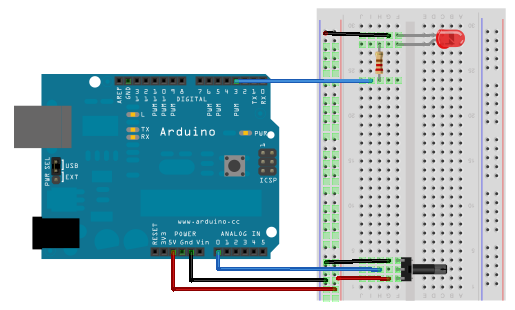 AREF
GND
13
12
11
10
9
8
7
6
5
4
3
2
1
0
PWM
PWM
PWM
PWM
PWM
PWM
TX
RX
DIGITAL
L
TX
RX
Arduino
PWR
USB
EXT
PWR SEL
ICSP
www.arduino.cc
POWER
ANALOG IN
RESET
3V3
5V
Gnd
Vin
0
1
2
3
4
5